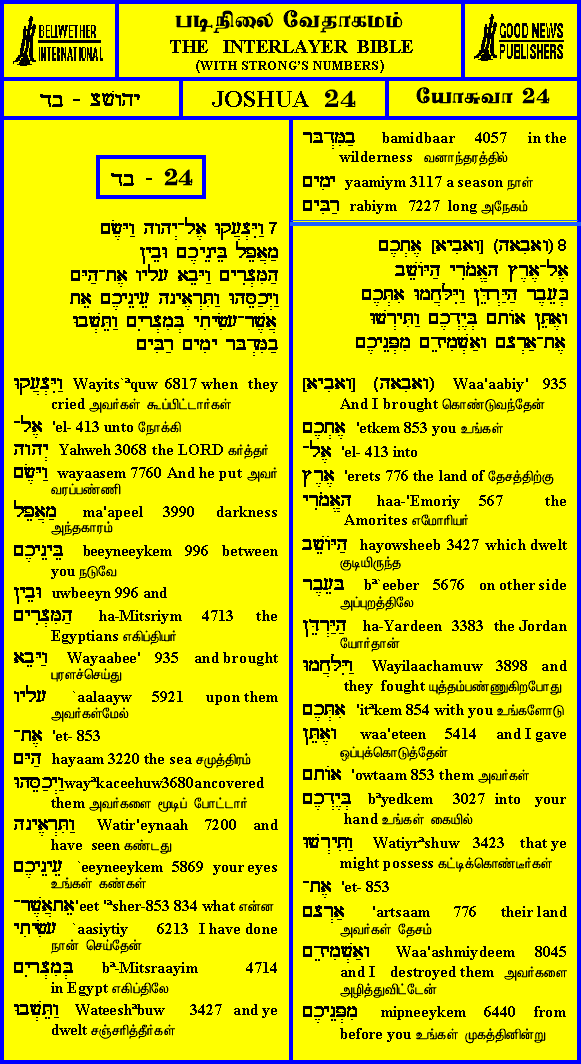 BELLWETHER
INTERNATIONAL
படிநிலை வேதாகமம்
THE INTERLAYER BIBLE
(WITH STRONG'S NUMBERS)
GOOD NEWS
PUBLISHERS
יהושצ - בד
JOSHUA 24
யோசுவா 24
בד - 24
7 וַיִּצְעֲקוּ אֶל־יְהוָה וַיָּשֶׂם
מַאֲפֵל בֵּינֵיכֶם וּבֵין
הַמִּצְרִים וַיָּבֵא עָלָיו אֶת־הַיָּם
וַיְכַסֵּהוּ וַתִּרְאֶינָה עֵינֵיכֶם אֵת
אֲשֶׁר־עָשִׂיתִי בְּמִצְרָיִם וַתֵּשְׁבוּ
בַמִּדְבָּר יָמִים רַבִּים
וַיִּצְעֲקוּ Wayits`ªquw 6817 when they
cried அவர்கள் கூப்பிட்டார்கள்
אֶל־ 'el- 413 unto நோக்கி
יְהוָה Yahweh 3068 the LORD கர்த்தர்
וַיָּשֶׂם wayaasem 7760 And he put அவர்
வரப்பண்ணி
מַאֲפֵל ma'apeel 3990 darkness
அந்தகாரம்
בֵּינֵיכֶם beeyneeykem 996 between
you நடுவே
וּבֵין uwbeeyn 996 and
הַמִּצְרִים ha-Mitsriym 4713 the
Egyptians எகிப்தியர்
וַיָּבֵא Wayaabee' 935 and brought
புரளச்செய்து
עָלָיו `aalaayw 5921 upon them
அவர்கள்மேல்
אֶת־ 'et- 853
הַיָּם hayaam 3220 the sea சமுத்திரம்
וַיְכַסֵּהוּ wayªkaceehuw3680ancovered
them அவர்களை மூடிப் போட்டார்
וַתִּרְאֶינָה Watir'eynaah 7200 and
have seen கண்டது
עֵינֵיכֶם `eeyneeykem 5869 your eyes
உங்கள் கண்கள்
אֵתאֲשֶׁר־ 'eet 'ªsher-853 834 what என்ன
עָשִׂיתִי `aasiytiy 6213 I have done
நான் செய்தேன்
בְּמִצְרָיִם bª-Mitsraayim 4714
in Egypt எகிப்திலே
וַתֵּשְׁבוּ Wateeshªbuw 3427 and ye
dwelt சஞ்சரித்தீர்கள்
בַמִּדְבָּר bamidbaar 4057 in the
wilderness வனாந்தரத்தில்
יָמִים yaamiym 3117 a season நாள்
רַבִּים rabiym 7227 long அநேகம்
8 (וָאָבִאָה) [וָאָבִיא] אֶתְכֶם
אֶל־אֶרֶץ הָאֱמֹרִי הַיּוֹשֵׁב
בְּעֵבֶר הַיַּרְדֵּן וַיִּלָּחֲמוּ אִתְּכֶם
וָאֶתֵּן אוֹתָם בְּיֶדְכֶם וַתִּירְשׁוּ
אֶת־אַרְצָם וָאַשְׁמִידֵם מִפְּנֵיכֶם
(וָאָבִאָה) [וָאָבִיא] Waa'aabiy' 935
And I brought கொண்டுவந்தேன்
אֶתְכֶם 'etkem 853 you உங்கள்
אֶל־ 'el- 413 into
אֶרֶץ 'erets 776 the land of தேசத்திற்கு
הָאֱמֹרִי haa-'Emoriy 567 the
Amorites எமோரியர்
הַיּוֹשֵׁב hayowsheeb 3427 which dwelt
குடியிருந்த
בְּעֵבֶר bª`eeber 5676 on other side
அப்புறத்திலே
הַיַּרְדֵּן ha-Yardeen 3383 the Jordan
யோர்தான்
וַיִּלָּחֲמוּ Wayilaachamuw 3898 and
they fought யுத்தம்பண்ணுகிறபோது
אִתְּכֶם 'itªkem 854 with you உங்களோடு
וָאֶתֵּן waa'eteen 5414 and I gave
ஒப்புக்கொடுத்தேன்
אוֹתָם 'owtaam 853 them அவர்கள்
בְּיֶדְכֶם bªyedkem 3027 into your
hand உங்கள் கையில்
וַתִּירְשׁוּ Watiyrªshuw 3423 that ye
might possess கட்டிக்கொண்டீர்கள்
אֶת־ 'et- 853
אַרְצָם 'artsaam 776 their land
அவர்கள் தேசம்
וָאַשְׁמִידֵם Waa'ashmiydeem 8045
and I destroyed them அவர்களை
அழித்துவிட்டேன்
מִפְּנֵיכֶם mipneeykem 6440 from
before you உங்கள் முகத்தினின்று